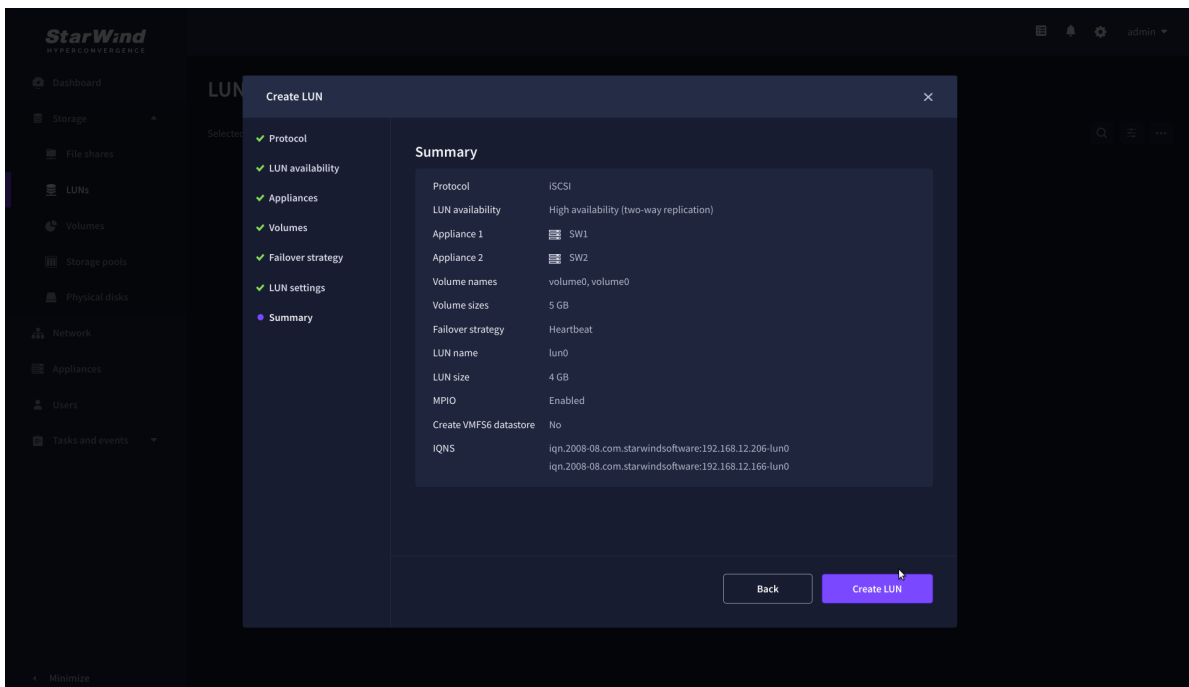 StarWind
HYPERCONVERGENCE
admin
Dashboard
Storage
File shares
LUNs
Volumes
Storage pools
Physical disks
Network
Appliances
Users
Tasks and events
Minimize
LUN
Selected
Create LUN
Protocol
LUN availability
Appliances
Volumes
Failover strategy
LUN settings
Summary
Summary
Protocol iSCSI
LUN availability High availability (two-way replication)
Appliance 1 SW1
Appliance 2 SW2
Volume names volume0, volume0
Volume sizes 5 GB
Failover strategy Heartbeat
LUN name lun0
LUN size 4 GB
MPIO Enabled
Create VMFS6 datastore No
IQNS iqn.2008-08.com.starwindsoftware:192.168.12.206-lun0
iqn.2008-08.com.starwindsoftware:192.168.12.166-lun0
Back
Create LUN